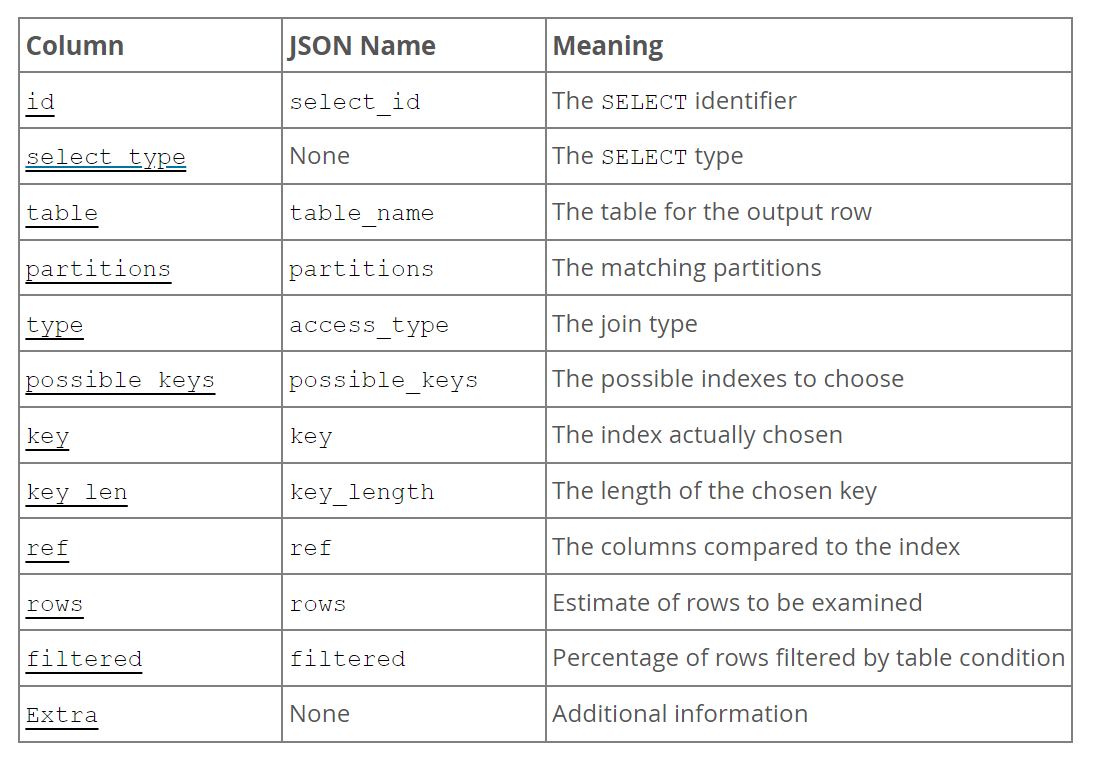 Column JSON Name Meaning
id select_id The SELECT identifier
select_type None The SELECT type
table table_name The table for the output row
partitions partitions The matching partitions
type access_type The join type
possible_keys possible_keys The possible indexes to choose
key key The index actually chosen
key_len key_length The length of the chosen key
ref ref The columns compared to the index
rows rows Estimate of rows to be examined
filtered filtered Percentage of rows filtered by table condition
Extra None Additional information